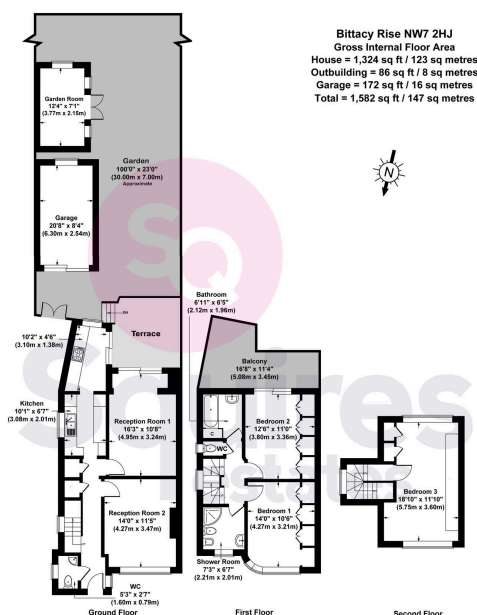 Bittacy Rise NW7 2HJ
Gross Internal Floor Area
House = 1,324 sq ft / 123 sq metres
Outbuilding = 86 sq ft / 8 sq metres
Garage = 172 sq ft / 16 sq metres
Total = 1,582 sq ft / 147 sq metres
N
Garden Room
12'4" x 7'1"
(3.77m x 2.15m)
Garden
100'0" x 23'0"
(30.00m x 7.00m)
Approximate
Garage
20'8" x 8'4"
(6.30m x 2.54m)
SQ
Squires
Estates
DN
Terrace
10'2" x 4'6"
(3.10m x 1.38m)
Kitchen
10'1" x 6'7"
(3.08m x 2.01m)
Reception Room 1
16'3" x 10'8"
(4.95m x 3.24m)
Reception Room 2
14'0" x 11'5"
(4.27m x 3.47m)
WC
5'3" x 2'7"
(1.60m x 0.79m)
Ground Floor
Bathroom
6'11" x 6'5"
(2.12m x 1.96m)
Balcony
16'8" x 11'4"
(5.08m x 3.45m)
Bedroom 2
12'6" x 11'0"
(3.80m x 3.36m)
C
WC
Bedroom 1
14'0" x 10'6"
(4.27m x 3.21m)
Shower Room
7'3" x 6'7"
(2.21m x 2.01m)
First Floor
Bedroom 3
18'10" x 11'10"
(5.75m x 3.60m)
Second Floor